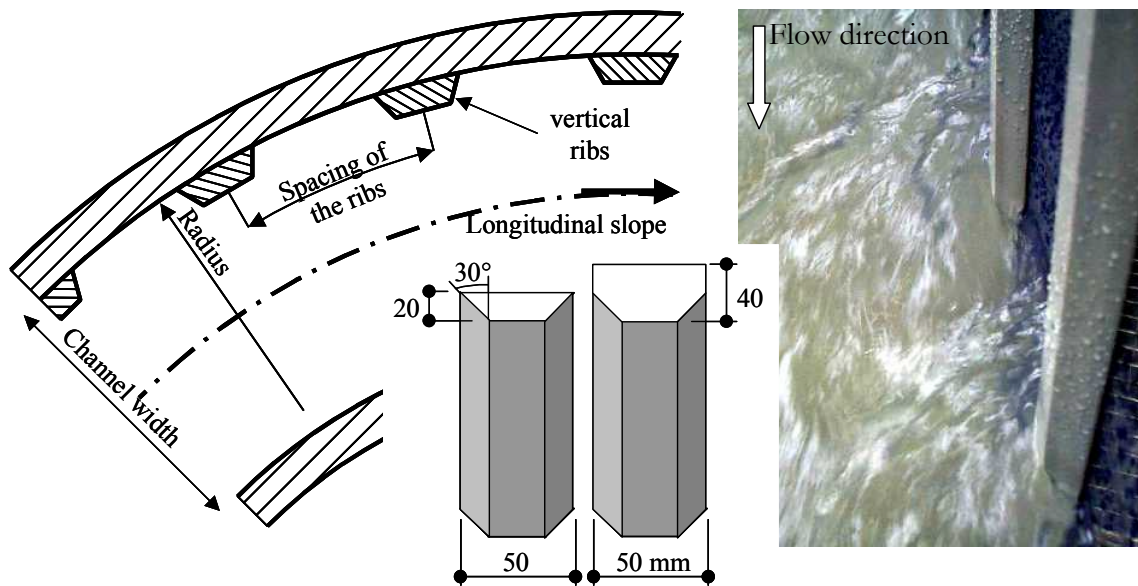 Flow direction
vertical
ribs
Spacing of
the ribs
Longitudinal slope
Radius
Channel width
30°
20
40
50
50 mm